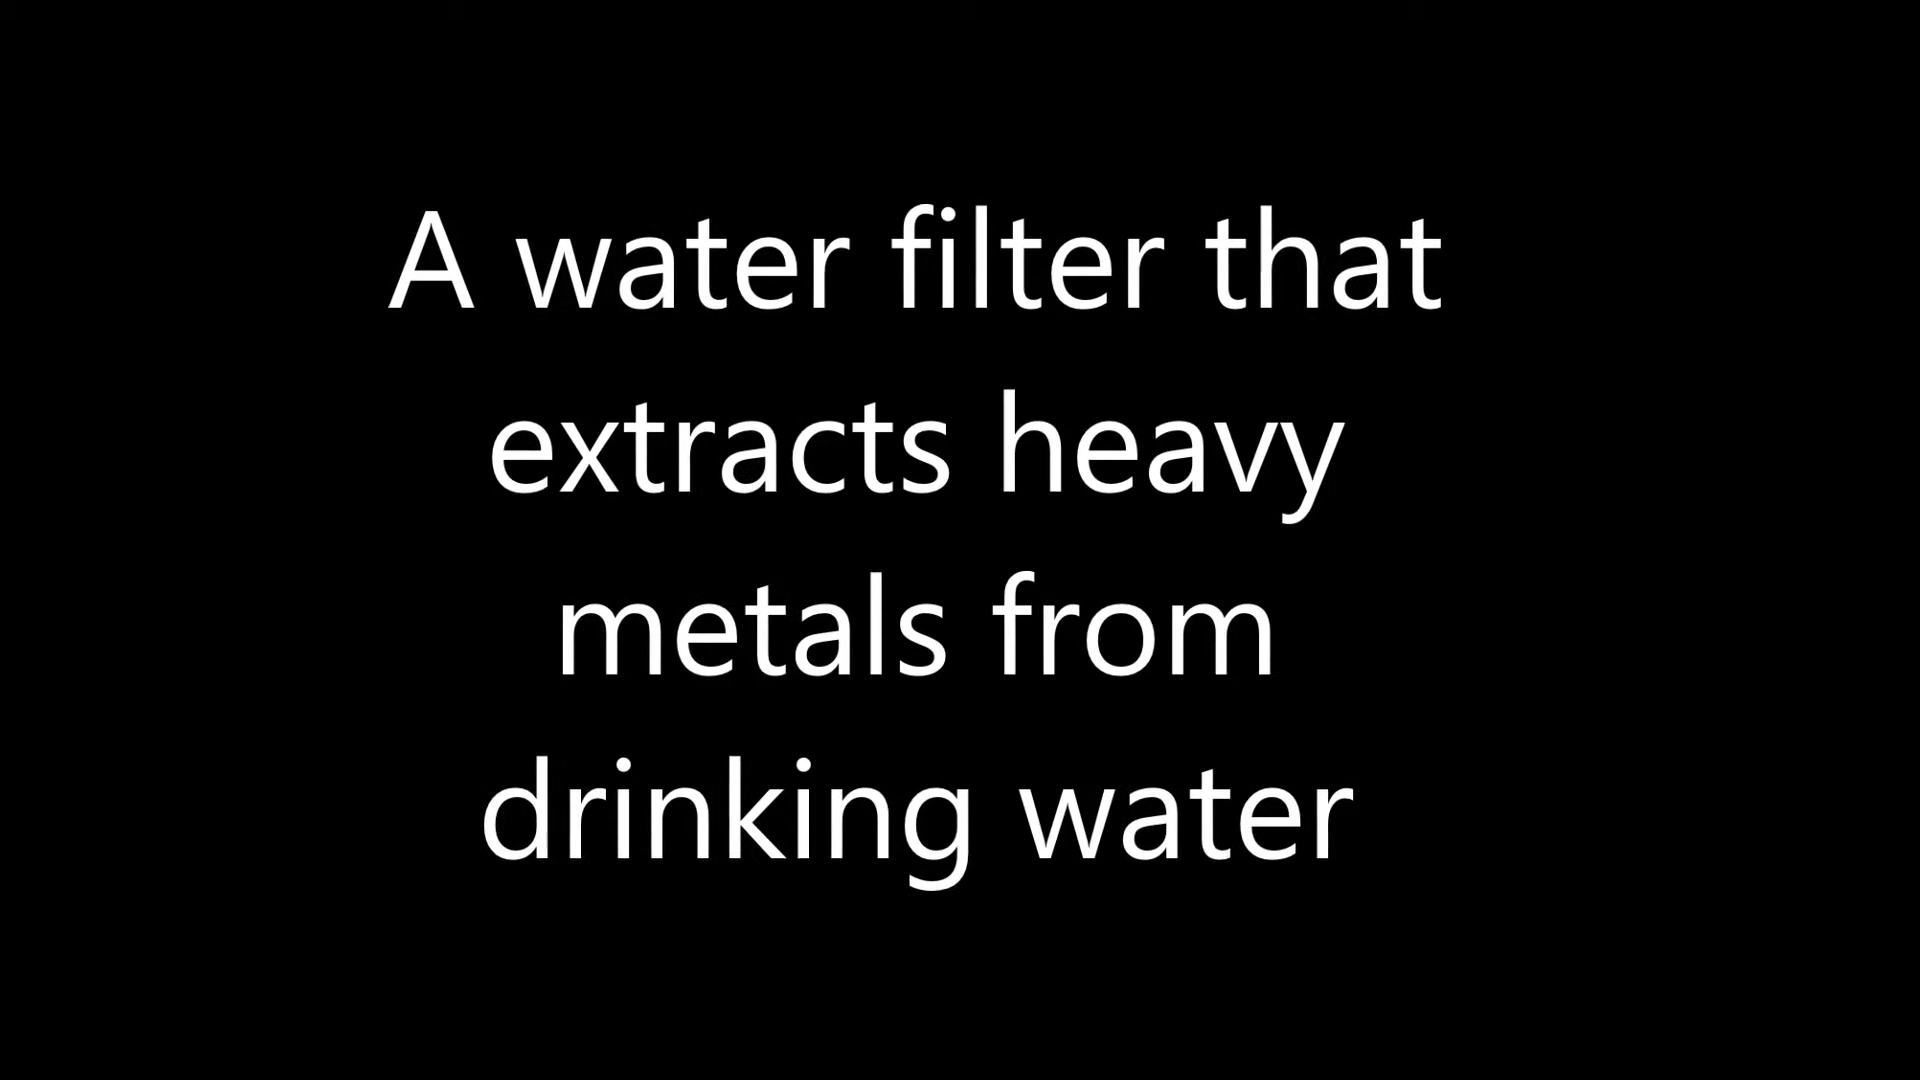 A water filter that
extracts heavy
metals from
drinking water